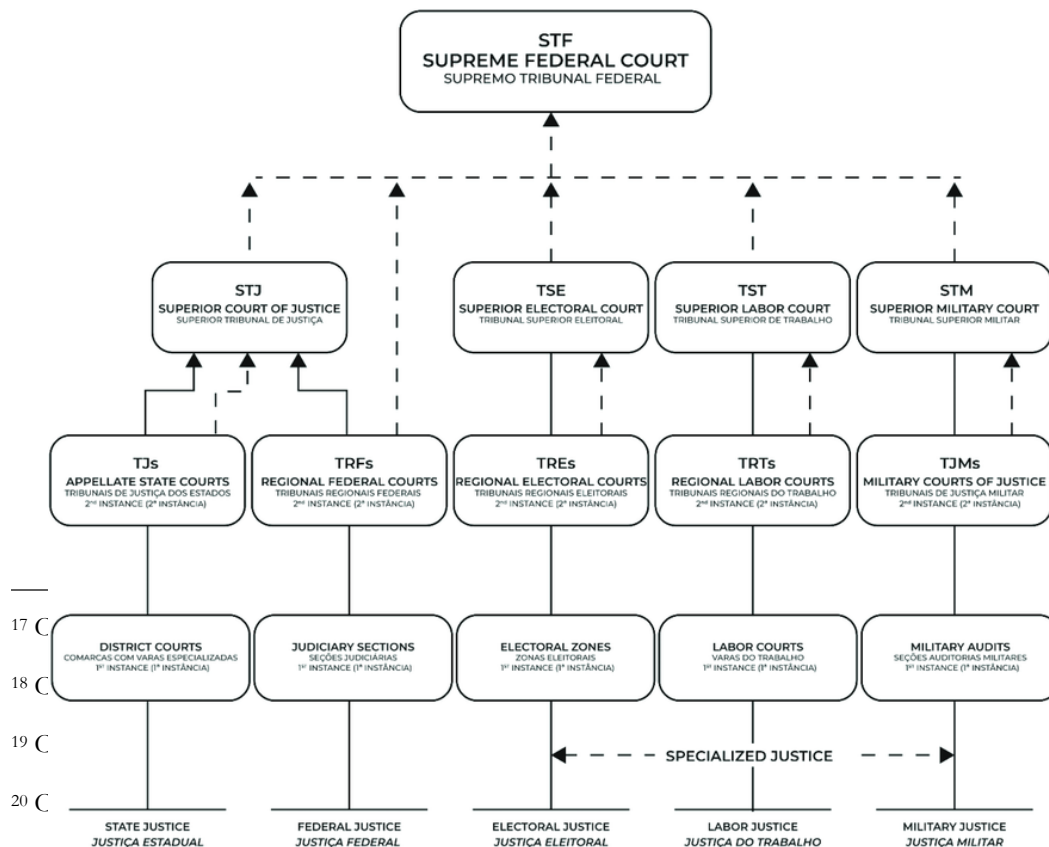 STF
SUPREME FEDERAL COURT
SUPREMO TRIBUNAL FEDERAL
STJ
SUPERIOR COURT OF JUSTICE
SUPERIOR TRIBUNAL DE JUSTIÇA
TSE
SUPERIOR ELECTORAL COURT
TRIBUNAL SUPERIOR ELEITORAL
TST
SUPERIOR LABOR COURT
TRIBUNAL SUPERIOR DE TRABALHO
STM
SUPERIOR MILITARY COURT
TRIBUNAL SUPERIOR MILITAR
TJs
APPELLATE STATE COURTS
TRIBUNAIS DE JUSTIÇA DOS ESTADOS
2nd INSTANCE (2ª INSTÂNCIA)
TRFs
REGIONAL FEDERAL COURTS
TRIBUNAIS REGIONAIS FEDERAIS
2nd INSTANCE (2ª INSTÂNCIA)
TREs
REGIONAL ELECTORAL COURTS
TRIBUNAIS REGIONAIS ELEITORAIS
2nd INSTANCE (2ª INSTÂNCIA)
TRTs
REGIONAL LABOR COURTS
TRIBUNAIS REGIONAIS DO TRABALHO
2nd INSTANCE (2ª INSTÂNCIA)
TJMs
MILITARY COURTS OF JUSTICE
TRIBUNAIS DE JUSTIÇA MILITAR
2nd INSTANCE (2ª INSTÂNCIA)
17 C
DISTRICT COURTS
COMARCAS COM VARAS ESPECIALIZADAS
1st INSTANCE (1ª INSTÂNCIA)
JUDICIARY SECTIONS
SEÇÕES JUDICIÁRIAS
1st INSTANCE (1ª INSTÂNCIA)
ELECTORAL ZONES
ZONAS ELEITORAIS
1st INSTANCE (1ª INSTÂNCIA)
LABOR COURTS
VARAS DO TRABALHO
1st INSTANCE (1ª INSTÂNCIA)
MILITARY AUDITS
SEÇÕES AUDITORIAS MILITARES
1st INSTANCE (1ª INSTÂNCIA)
18 C
19 C
SPECIALIZED JUSTICE
20 C
STATE JUSTICE
JUSTIÇA ESTADUAL
FEDERAL JUSTICE
JUSTIÇA FEDERAL
ELECTORAL JUSTICE
JUSTIÇA ELEITORAL
LABOR JUSTICE
JUSTIÇA DO TRABALHO
MILITARY JUSTICE
JUSTIÇA MILITAR